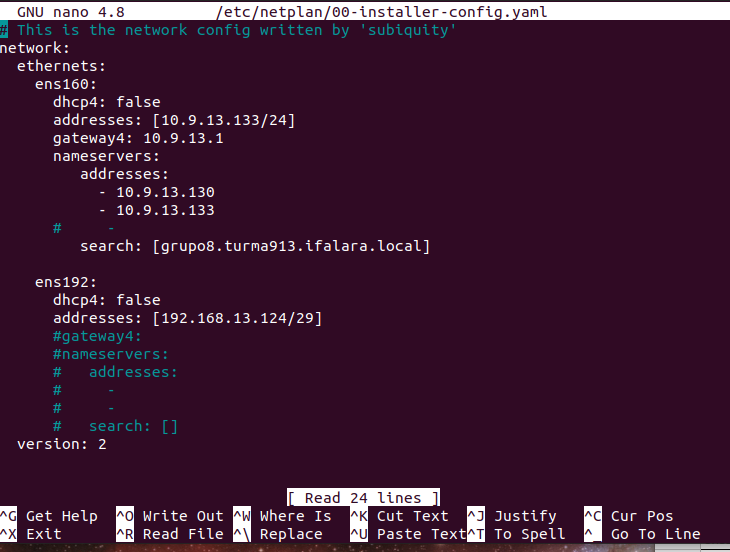 GNU nano 4.8 /etc/netplan/00-installer-config.yaml
# This is the network config written by 'subiquity'
network:
  ethernets:
    ens160:
      dhcp4: false
      addresses: [10.9.13.133/24]
      gateway4: 10.9.13.1
      nameservers:
         addresses:
           - 10.9.13.130
           - 10.9.13.133
      #     -
         search: [grupo8.turma913.ifalara.local]
    ens192:
      dhcp4: false
      addresses: [192.168.13.124/29]
      #gateway4:
      #nameservers:
      #   addresses:
      #     -
      #     -
      #   search: []
  version: 2
[ Read 24 lines ]
^G Get Help ^O Write Out ^W Where Is ^K Cut Text ^J Justify ^C Cur Pos
^X Exit ^R Read File ^\ Replace ^U Paste Text^T To Spell ^_ Go To Line